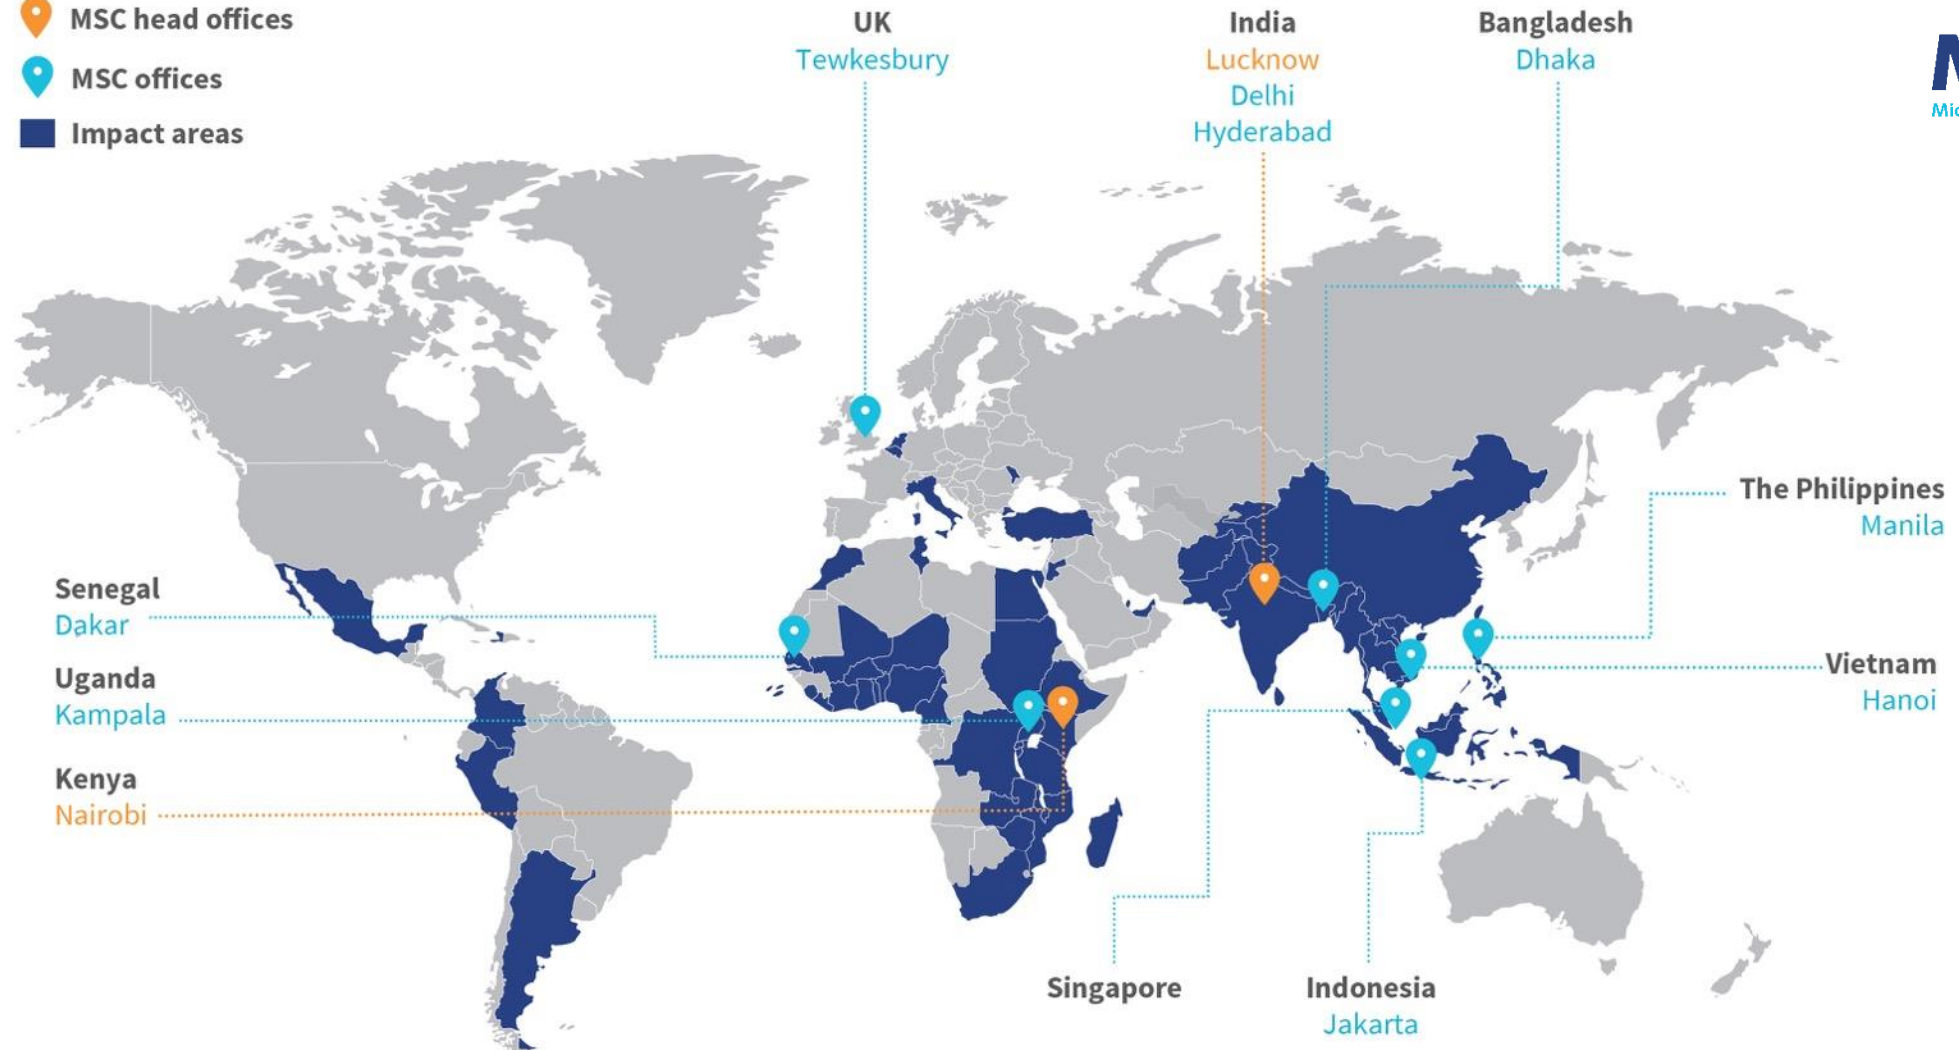 MSC head offices
MSC offices
Impact areas
UK
Tewkesbury
India
Lucknow
Delhi
Hyderabad
Bangladesh
Dhaka
The Philippines
Manila
Senegal
Dakar
Uganda
Kampala
Vietnam
Hanoi
Kenya
Nairobi
Singapore
Indonesia
Jakarta